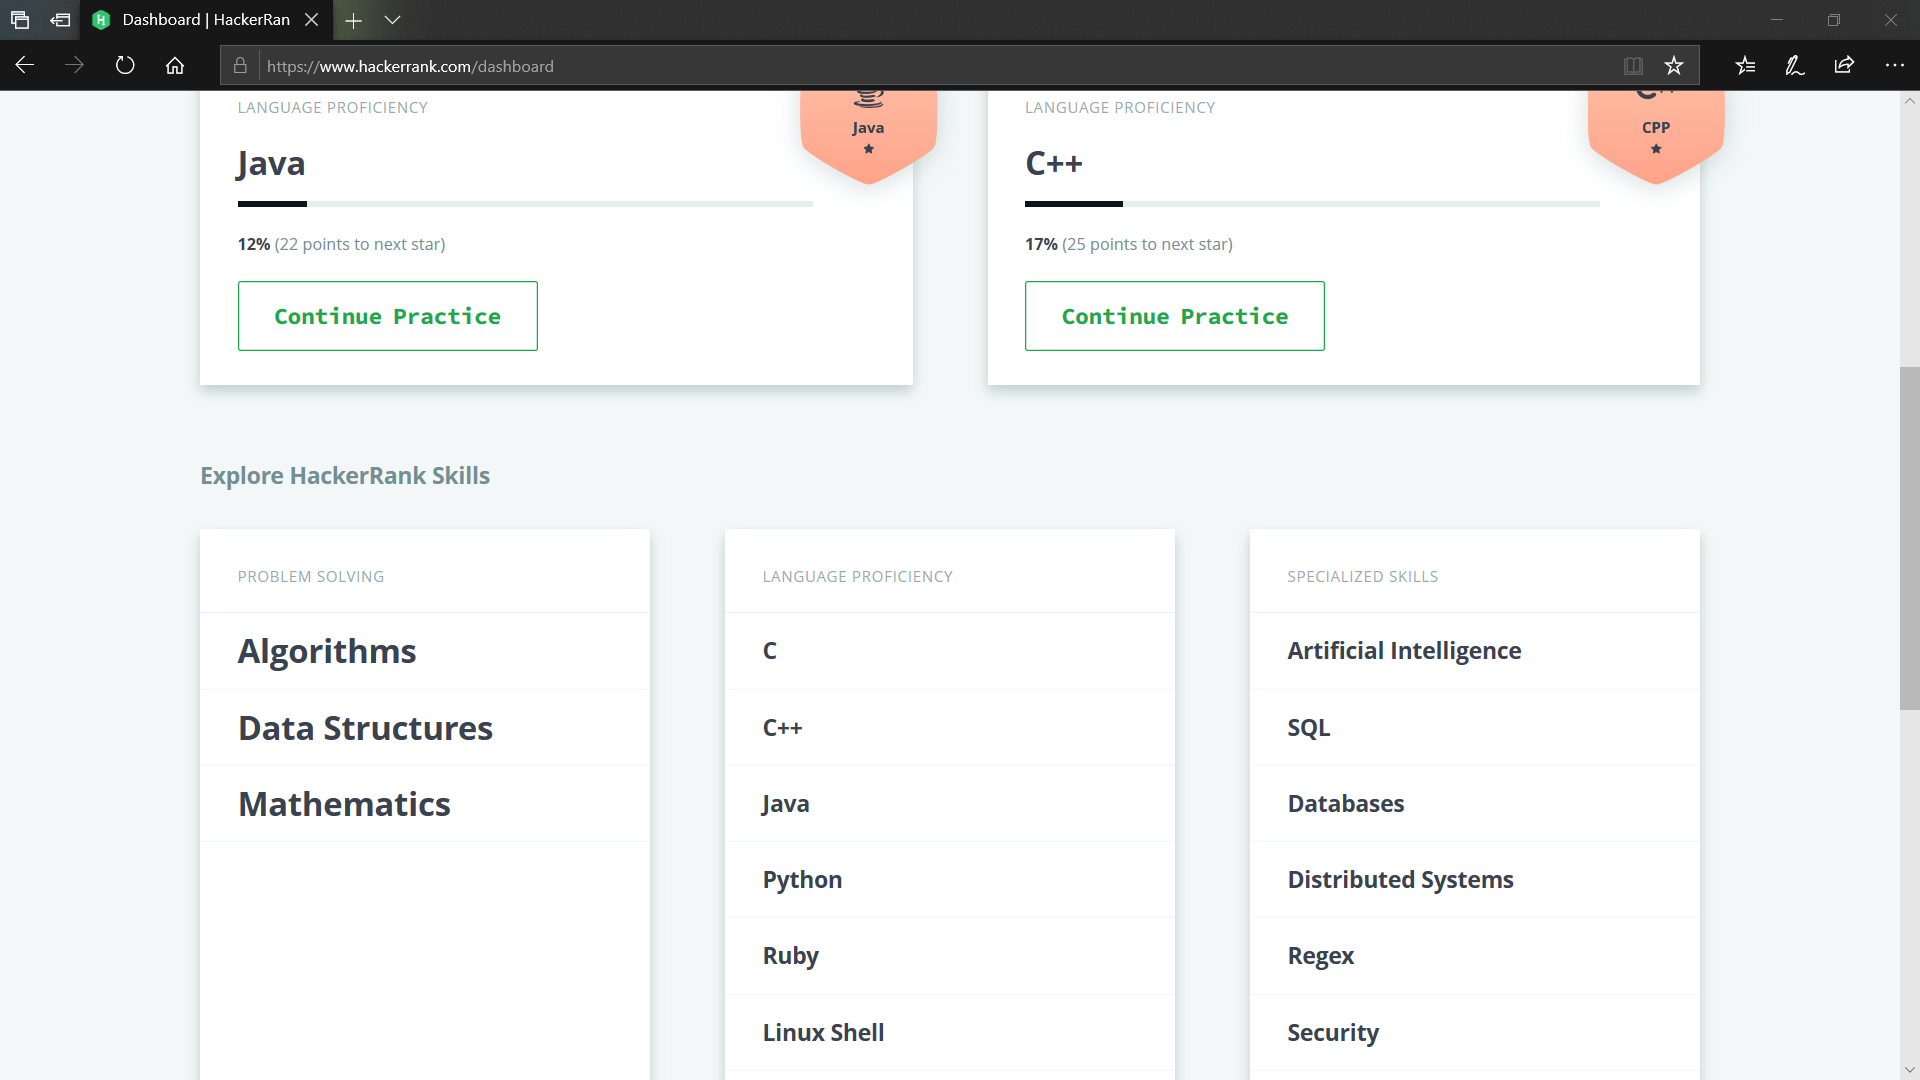 Dashboard | HackerRan
https://www.hackerrank.com/dashboard
LANGUAGE PROFICIENCY
Java
Java
12% (22 points to next star)
Continue Practice
LANGUAGE PROFICIENCY
CPP
C++
17% (25 points to next star)
Continue Practice
Explore HackerRank Skills
PROBLEM SOLVING
Algorithms
Data Structures
Mathematics
LANGUAGE PROFICIENCY
C
C++
Java
Python
Ruby
Linux Shell
SPECIALIZED SKILLS
Artificial Intelligence
SQL
Databases
Distributed Systems
Regex
Security